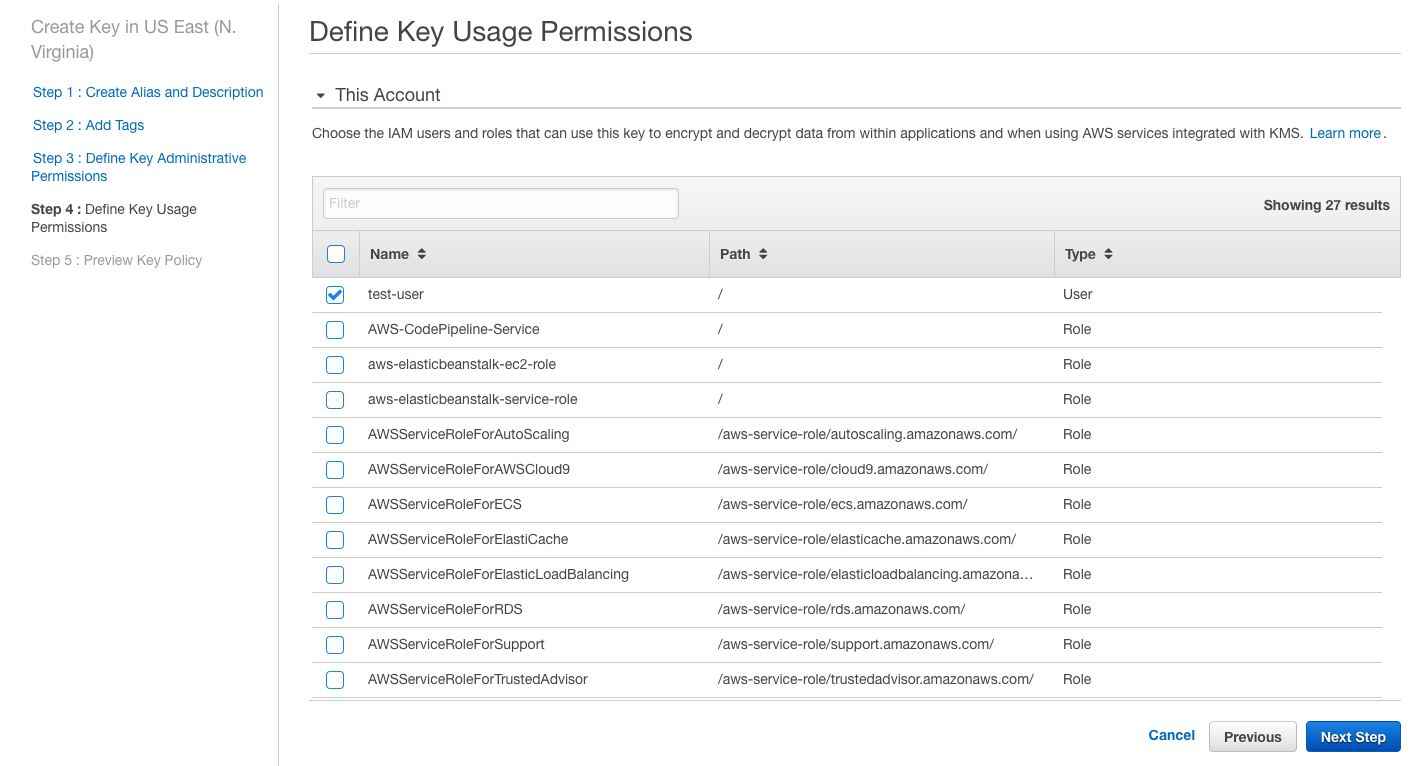 Create Key in US East (N.
Virginia)
Step 1 : Create Alias and Description
Step 2 : Add Tags
Step 3 : Define Key Administrative
Permissions
Step 4 : Define Key Usage
Permissions
Step 5 : Preview Key Policy
Define Key Usage Permissions
This Account
Choose the IAM users and roles that can use this key to encrypt and decrypt data from within applications and when using AWS services integrated with KMS. Learn more.
Filter
Showing 27 results
Name Path Type
test-user / User
AWS-CodePipeline-Service / Role
aws-elasticbeanstalk-ec2-role / Role
aws-elasticbeanstalk-service-role / Role
AWSServiceRoleForAutoScaling /aws-service-role/autoscaling.amazonaws.com/ Role
AWSServiceRoleForAWSCloud9 /aws-service-role/cloud9.amazonaws.com/ Role
AWSServiceRoleForECS /aws-service-role/ecs.amazonaws.com/ Role
AWSServiceRoleForElastiCache /aws-service-role/elasticache.amazonaws.com/ Role
AWSServiceRoleForElasticLoadBalancing /aws-service-role/elasticloadbalancing.amazona... Role
AWSServiceRoleForRDS /aws-service-role/rds.amazonaws.com/ Role
AWSServiceRoleForSupport /aws-service-role/support.amazonaws.com/ Role
AWSServiceRoleForTrustedAdvisor /aws-service-role/trustedadvisor.amazonaws.com/ Role
Cancel Previous Next Step